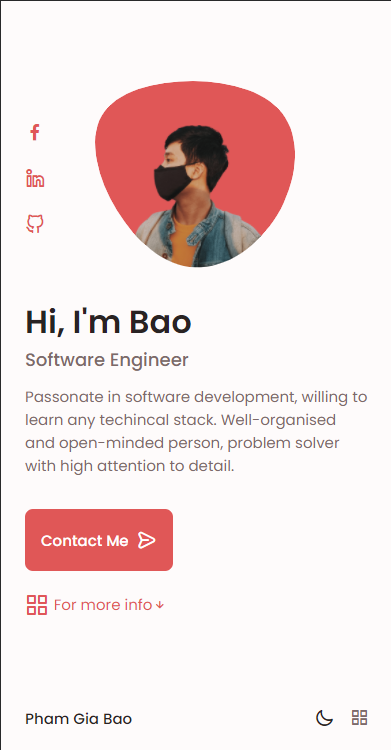 Hi, I'm Bao
Software Engineer
Passonate in software development, willing to
learn any techincal stack. Well-organised
and open-minded person, problem solver
with high attention to detail.
Contact Me
For more info
Pham Gia Bao